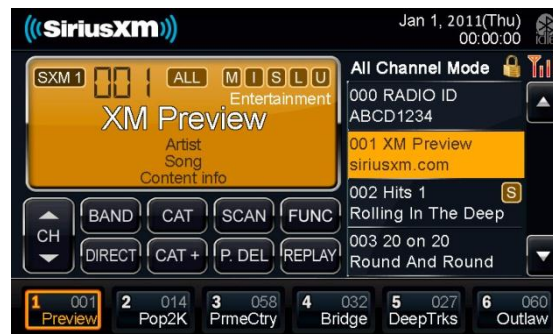 ((SiriusXM))
Jan 1, 2011(Thu)
00:00:00
idle
SXM 1 001 ALL M I S L U
Entertainment
XM Preview
Artist
Song
Content info
All Channel Mode
000 RADIO ID
ABCD1234
001 XM Preview
siriusxm.com
002 Hits 1 S
Rolling In The Deep
003 20 on 20
Round And Round
CH
BAND CAT SCAN FUNC
DIRECT CAT + P. DEL REPLAY
1 001 Preview
2 014 Pop2K
3 058 PrmeCtry
4 032 Bridge
5 027 DeepTrks
6 060 Outlaw